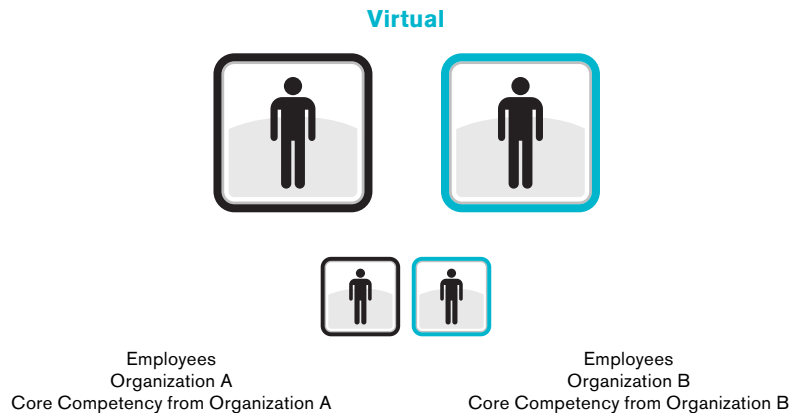 Virtual
Employees
Organization A
Core Competency from Organization A
Employees
Organization B
Core Competency from Organization B